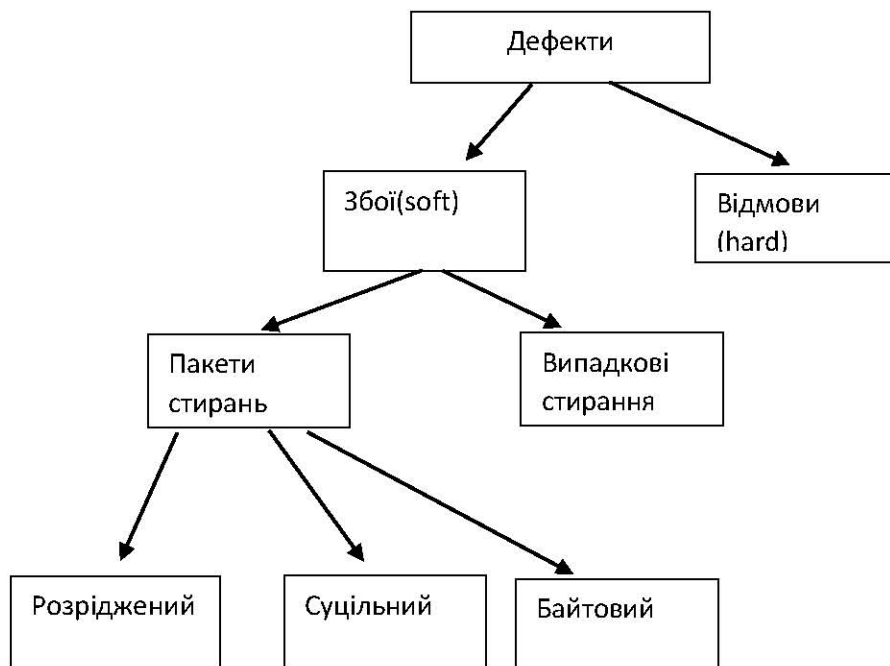 Дефекти
Збої(soft)
Відмови
(hard)
Пакети
стирань
Випадкові
стирання
Розріджений
Суцільний
Байтовий